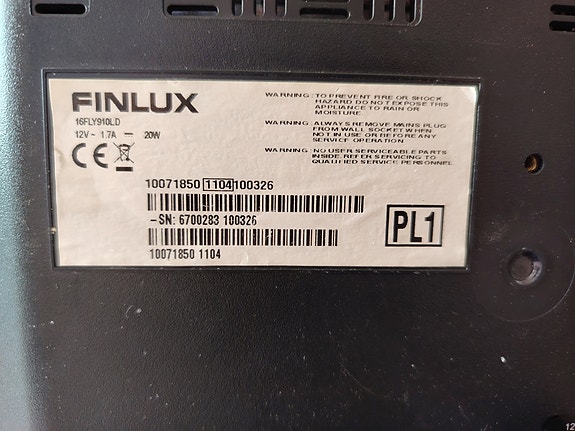 FINLUX
16FLY910LD
12V ~ 1.7A — 20W
CE
WARNING: TO PREVENT FIRE OR SHOCK
HAZARD DO NOT EXPOSE THIS
APPLIANCE TO RAIN OR
MOISTURE.
WARNING: ALWAYS REMOVE MAINS PLUG
FROM WALL SOCKET WHEN
NOT IN USE OR BEFORE ANY
SERVICE OPERATION
WARNING: NO USER-SERVICEABLE PARTS
INSIDE. REFER SERVICING TO
QUALIFIED SERVICE PERSONNEL
10071850 1104 100326
-SN: 6700283 100326
10071850 1104
PL1
12